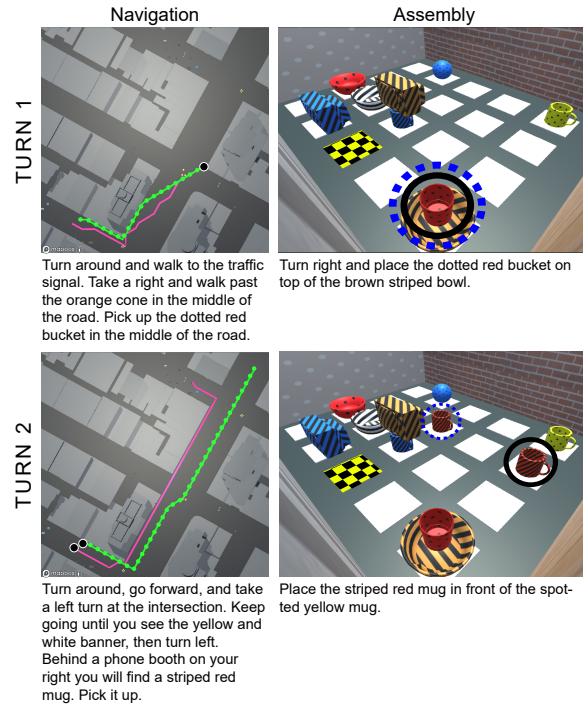 Navigation
Assembly
TURN 1
mapbox
Turn around and walk to the traffic
signal. Take a right and walk past
the orange cone in the middle of
the road. Pick up the dotted red
bucket in the middle of the road.
Turn right and place the dotted red bucket on
top of the brown striped bowl.
TURN 2
mapbox
Turn around, go forward, and take
a left turn at the intersection. Keep
going until you see the yellow and
white banner, then turn left.
Behind a phone booth on your
right you will find a striped red
mug. Pick it up.
Place the striped red mug in front of the spot-
ted yellow mug.